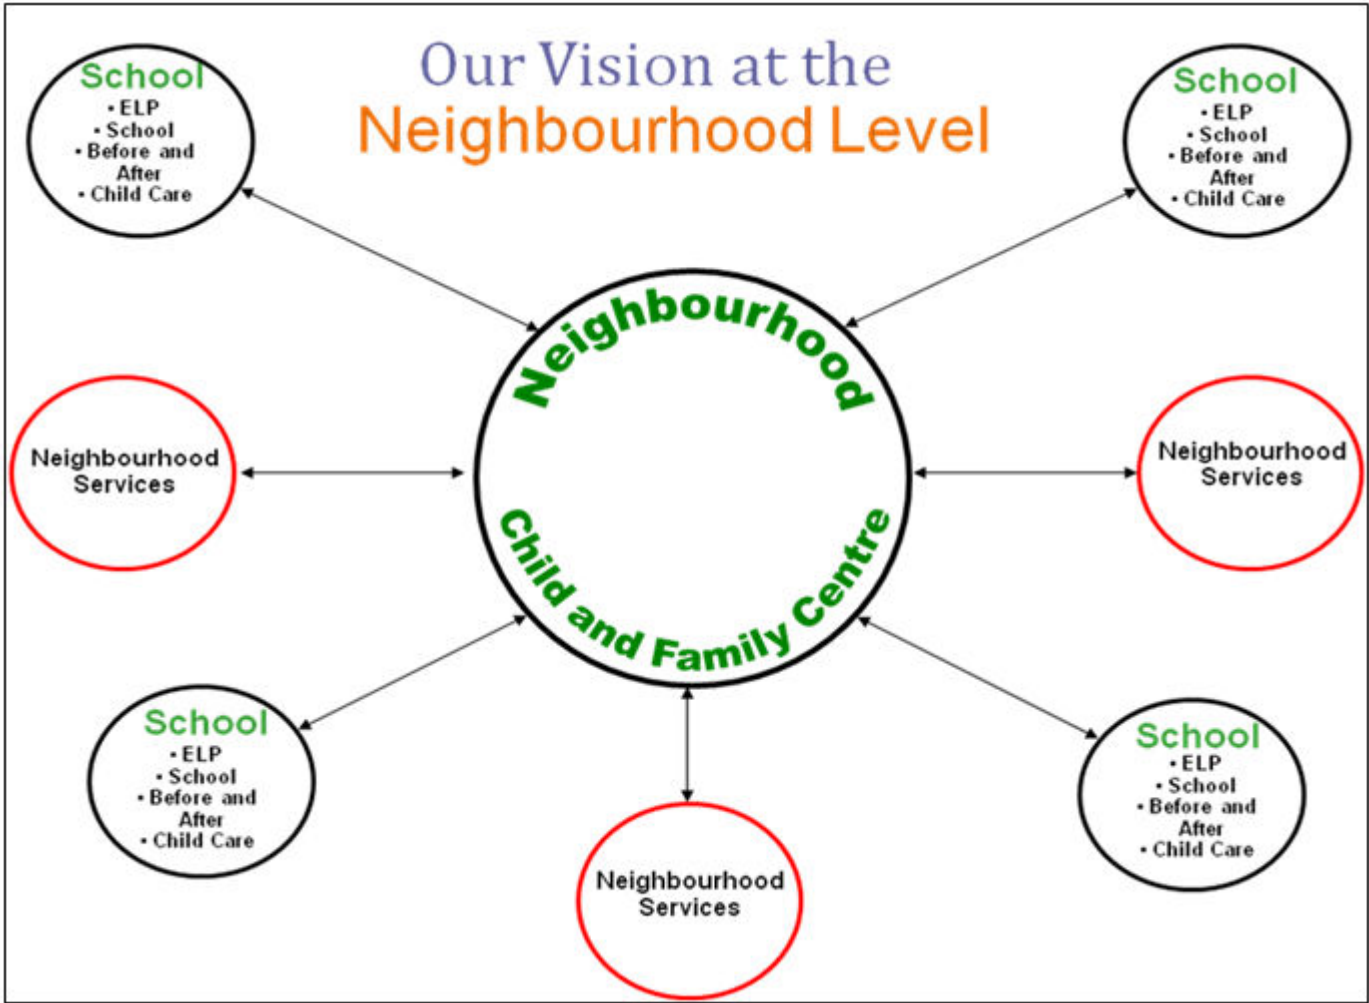 Our Vision at the
Neighbourhood Level
School
• ELP
• School
• Before and
After
• Child Care
School
• ELP
• School
• Before and
After
• Child Care
Neighbourhood
Child and Family Centre
Neighbourhood
Services
Neighbourhood
Services
School
• ELP
• School
• Before and
After
• Child Care
School
• ELP
• School
• Before and
After
• Child Care
Neighbourhood
Services